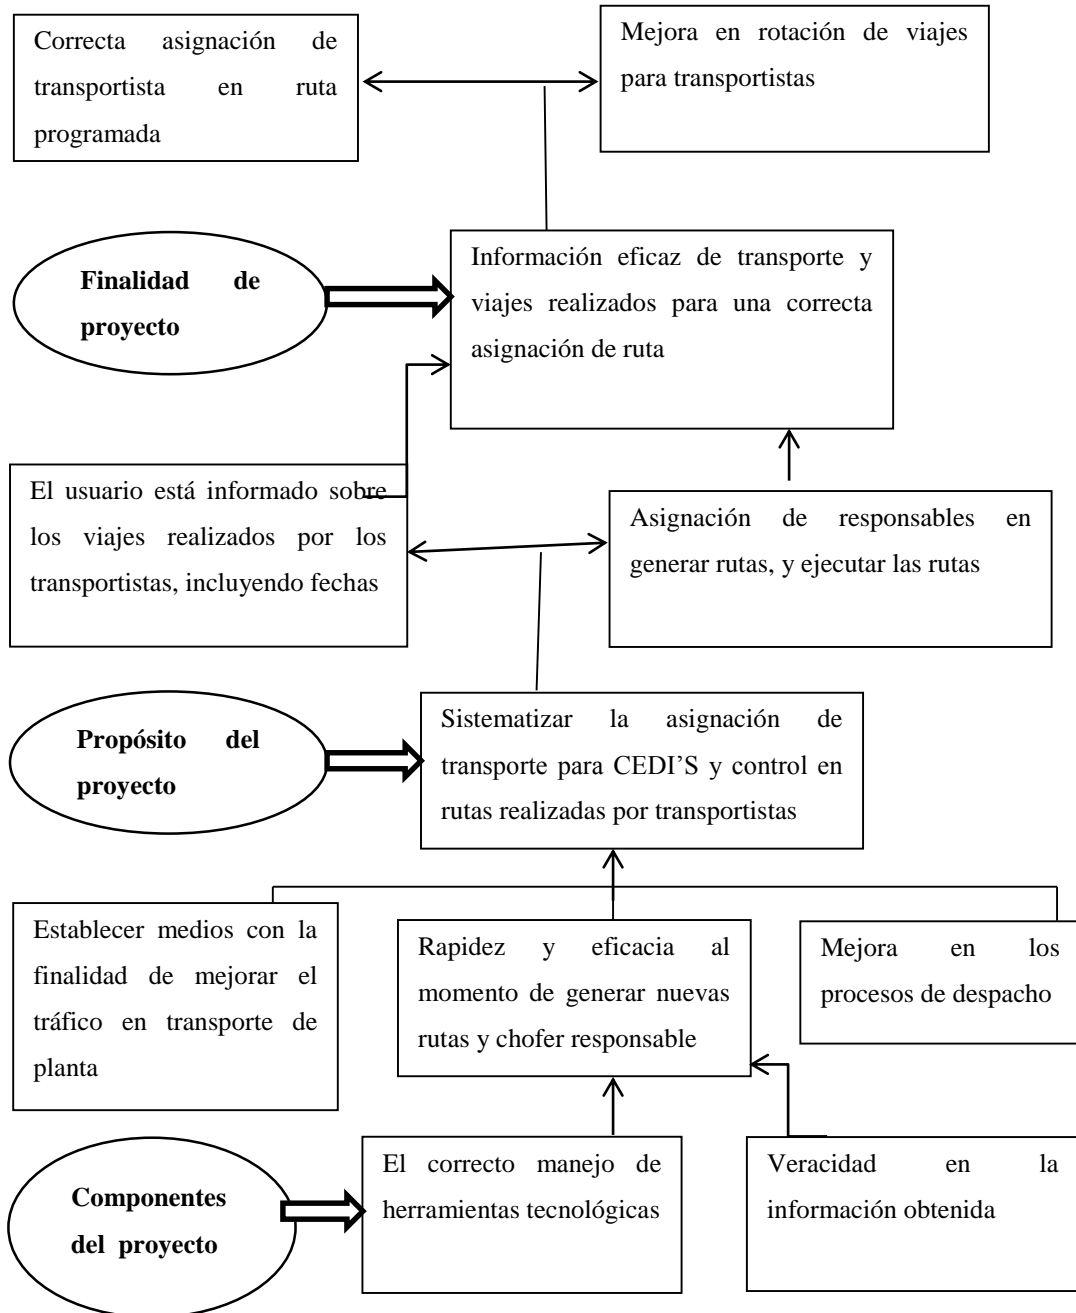 Correcta asignación de
transportista en ruta
programada
Mejora en rotación de viajes
para transportistas
Finalidad de
proyecto
Información eficaz de transporte y
viajes realizados para una correcta
asignación de ruta
El usuario está informado sobre
los viajes realizados por los
transportistas, incluyendo fechas
Asignación de responsables en
generar rutas, y ejecutar las rutas
Propósito del
proyecto
Sistematizar la asignación de
transporte para CEDI’S y control en
rutas realizadas por transportistas
Establecer medios con la
finalidad de mejorar el
tráfico en transporte de
planta
Rapidez y eficacia al
momento de generar nuevas
rutas y chofer responsable
Mejora en los
procesos de despacho
Componentes
del proyecto
El correcto manejo de
herramientas tecnológicas
Veracidad en la
información obtenida